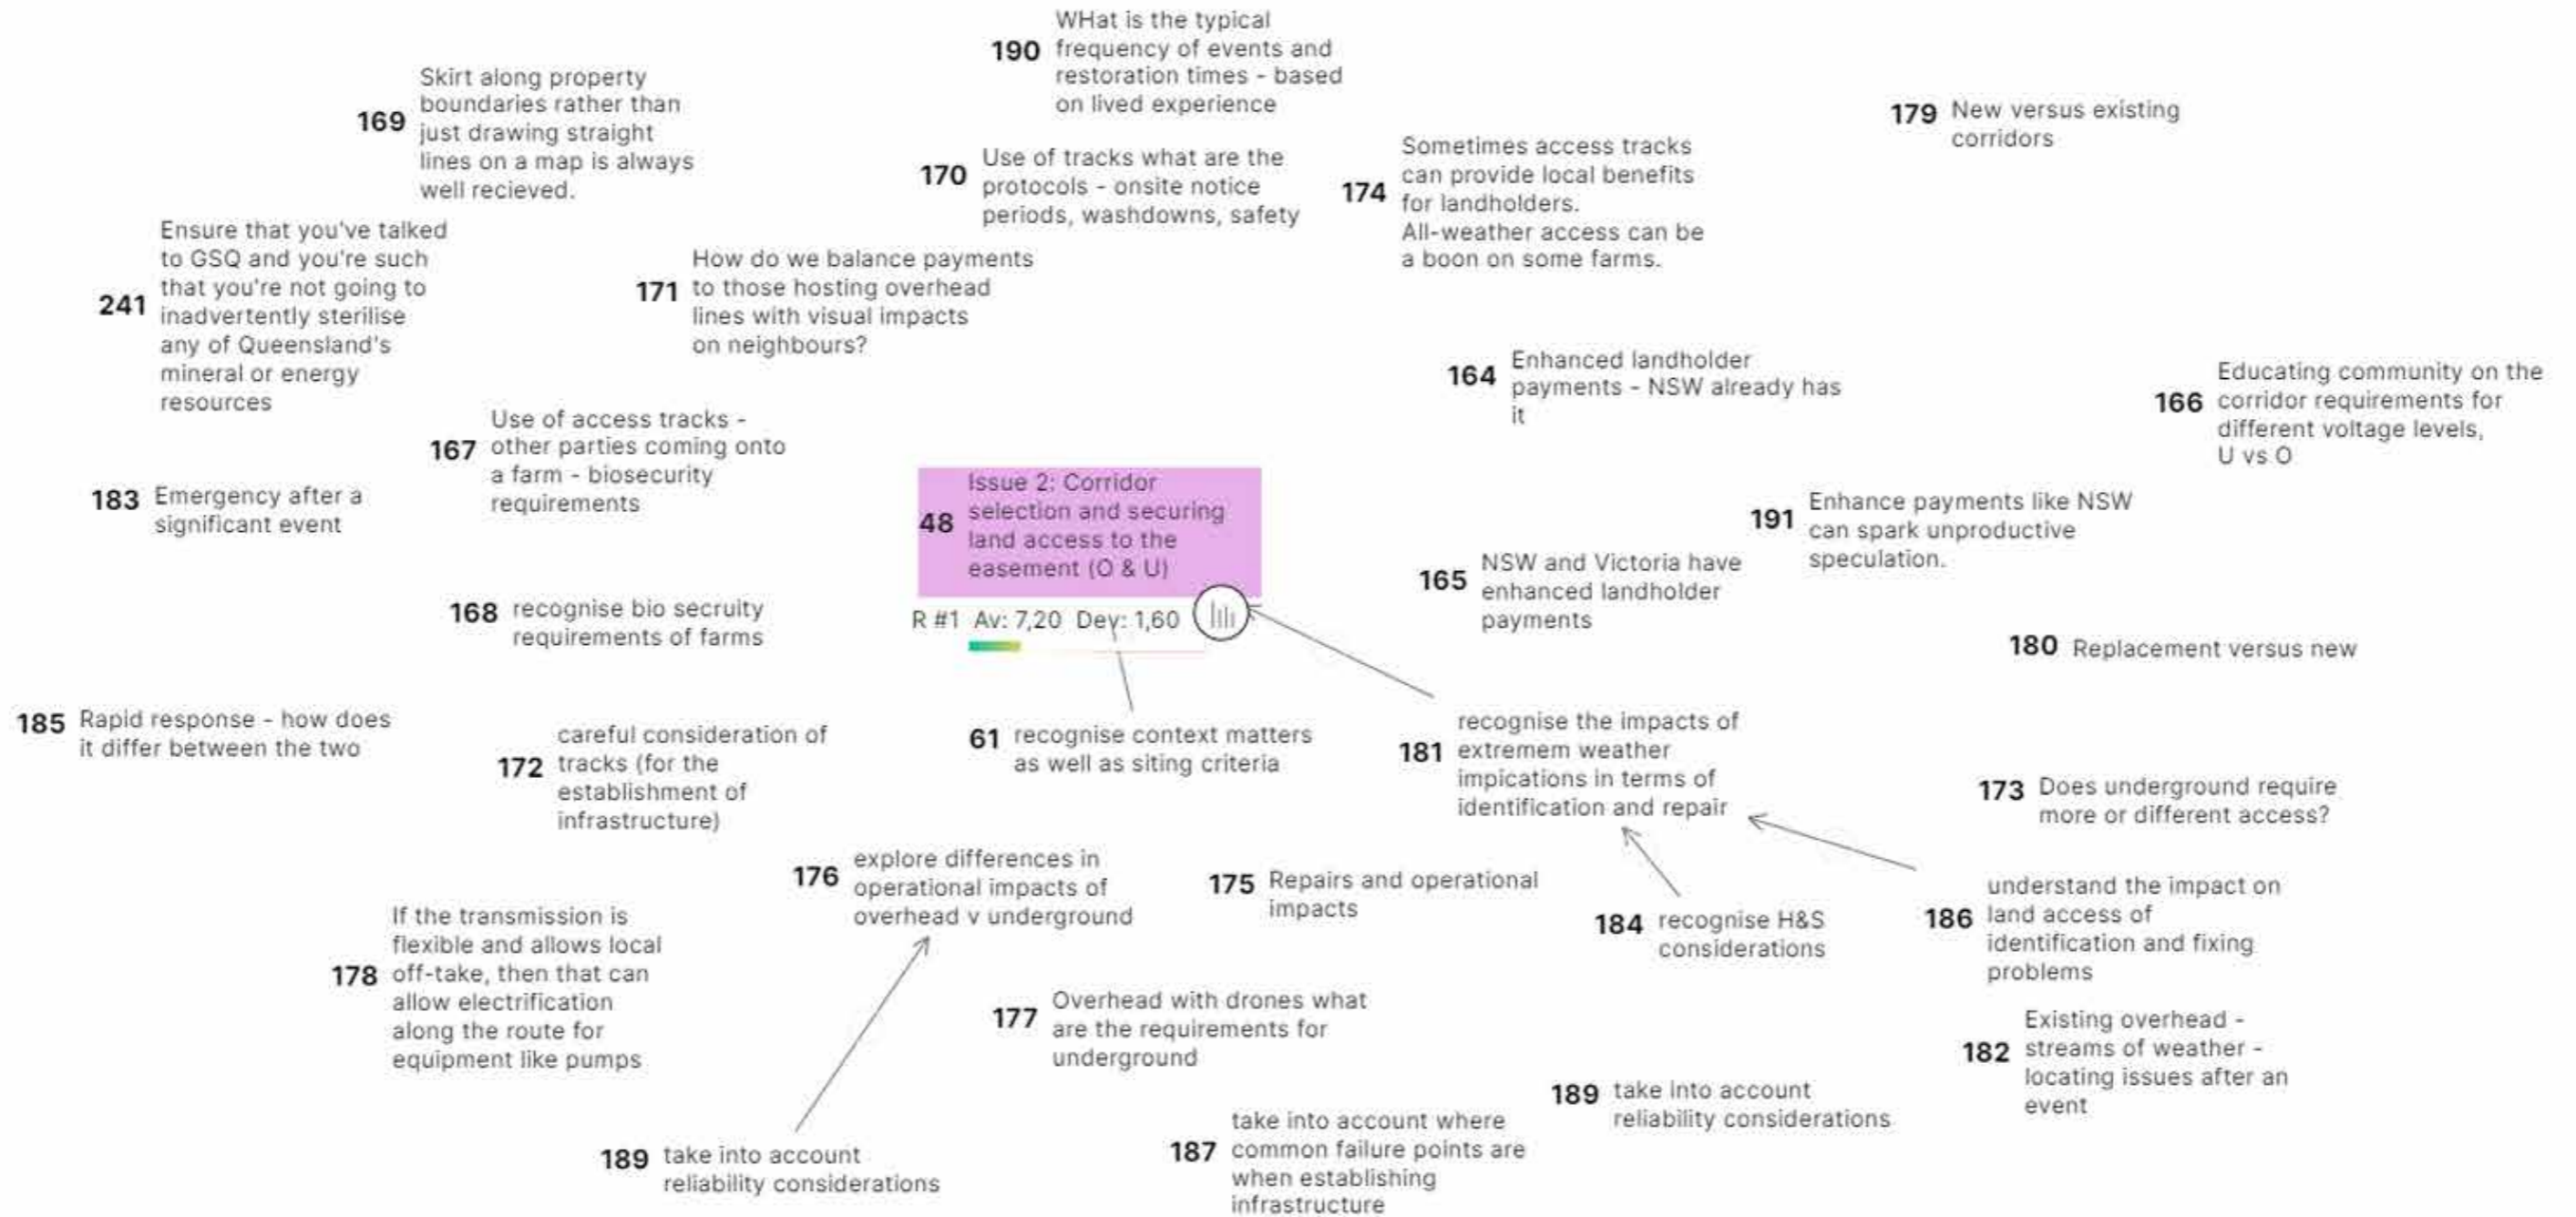 190
WHat is the typical
frequency of events and
restoration times - based
on lived experience
169
Skirt along property
boundaries rather than
just drawing straight
lines on a map is always
well recieved.
179
New versus existing
corridors
170
Use of tracks what are the
protocols - onsite notice
periods, washdowns, safety
174
Sometimes access tracks
can provide local benefits
for landholders.
All-weather access can be
a boon on some farms.
241
Ensure that you've talked
to GSQ and you're such
that you're not going to
inadvertently sterilise
any of Queensland's
mineral or energy
resources
171
How do we balance payments
to those hosting overhead
lines with visual impacts
on neighbours?
164
Enhanced landholder
payments - NSW already has
it
166
Educating community on the
corridor requirements for
different voltage levels,
U vs O
167
Use of access tracks -
other parties coming onto
a farm - biosecurity
requirements
183
Emergency after a
significant event
48
Issue 2: Corridor
selection and securing
land access to the
easement (O & U)
R #1 Av: 7,20 Dev: 1,60
191
Enhance payments like NSW
can spark unproductive
speculation.
165
NSW and Victoria have
enhanced landholder
payments
168
recognise bio secruity
requirements of farms
180
Replacement versus new
185
Rapid response - how does
it differ between the two
172
careful consideration of
tracks (for the
establishment of
infrastructure)
61
recognise context matters
as well as siting criteria
181
recognise the impacts of
extremem weather
impications in terms of
identification and repair
173
Does underground require
more or different access?
176
explore differences in
operational impacts of
overhead v underground
175
Repairs and operational
impacts
184
recognise H&S
considerations
186
understand the impact on
land access of
identification and fixing
problems
178
If the transmission is
flexible and allows local
off-take, then that can
allow electrification
along the route for
equipment like pumps
177
Overhead with drones what
are the requirements for
underground
182
Existing overhead -
streams of weather -
locating issues after an
event
189
take into account
reliability considerations
187
take into account where
common failure points are
when establishing
infrastructure
189
take into account
reliability considerations